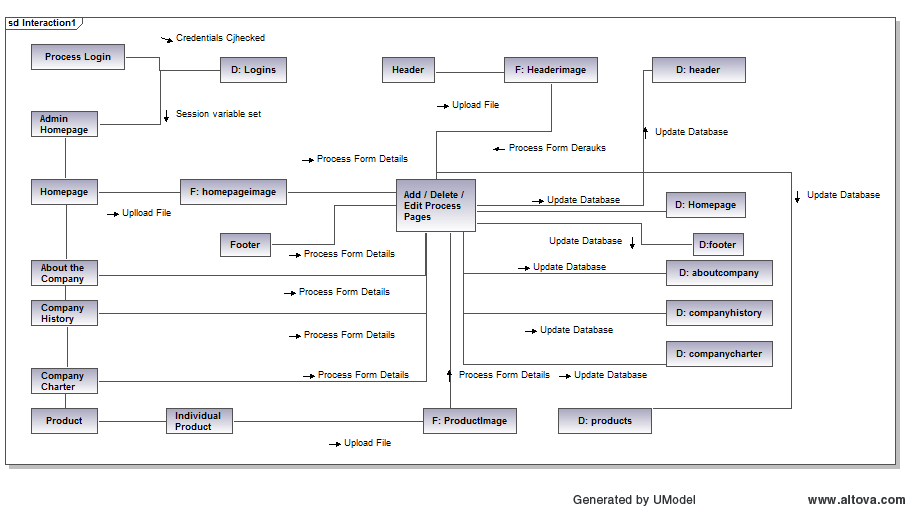 sd Interaction1
Credentials Cjhecked
Process Login
D: Logins
Header
F: Headerimage
D: header
Upload File
Session variable set
Admin
Homepage
Update Database
Process Form Derauks
Process Form Details
Homepage
F: homepageimage
Add / Delete /
Edit Process
Pages
Update Database
Update Database
D: Homepage
Uplload File
Footer
Update Database
D:footer
Process Form Details
About the
Company
Update Database
D: aboutcompany
Process Form Details
Company
History
D: companyhistory
Process Form Details
Update Database
D: companycharter
Company
Charter
Process Form Details
Process Form Details
Update Database
Product
Individual
Product
F: ProductImage
D: products
Upload File
Generated by UModel
www.altova.com